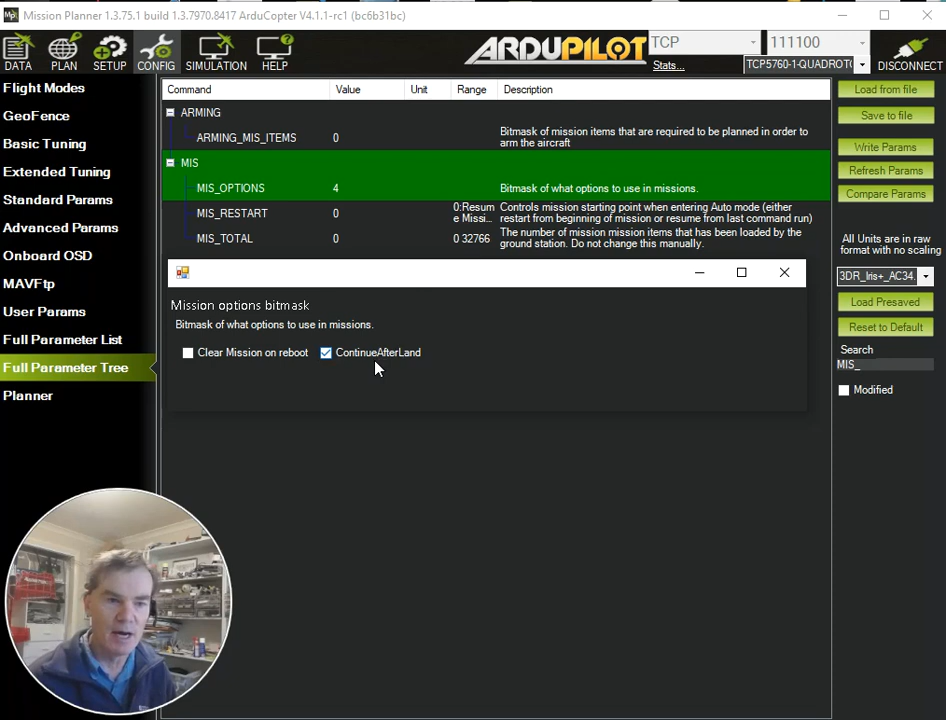 Mission Planner 1.3.75.1 build 1.3.7970.8417 ArduCopter V4.1.1-rc1 (bc6b31bc)
DATA
PLAN
SETUP
CONFIG
SIMULATION
HELP
ARDUPILOT
TCP
111100
Stats...
TCP5760-1-QUADROT(
DISCONNECT
Flight Modes
GeoFence
Basic Tuning
Extended Tuning
Standard Params
Advanced Params
Onboard OSD
MAVFtp
User Params
Full Parameter List
Full Parameter Tree
Planner
Command Value Unit Range Description
ARMING
ARMING_MIS_ITEMS 0 Bitmask of mission items that are required to be planned in order to
arm the aircraft
MIS
MIS_OPTIONS 4 Bitmask of what options to use in missions.
MIS_RESTART 0 0:Resum
e Missi...
Controls mission starting point when entering Auto mode (either
restart from beginning of mission or resume from last command run)
MIS_TOTAL 0 0 32766 The number of mission mission items that has been loaded by the
ground station. Do not change this manually.
Mission options bitmask
Bitmask of what options to use in missions.
Clear Mission on reboot ContinueAfterLand
Load from file
Save to file
Write Params
Refresh Params
Compare Params
All Units are in raw
format with no scaling
3DR_Iris+_AC34.
Load Presaved
Reset to Default
Search
MIS_
Modified